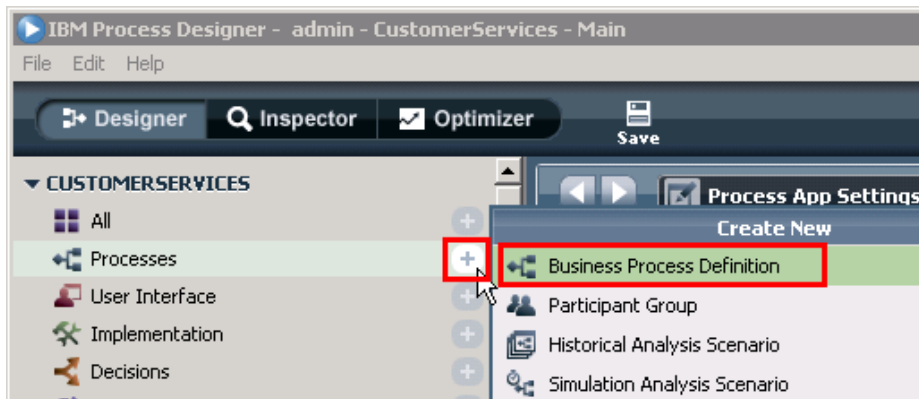 IBM Process Designer - admin - CustomerServices - Main
File Edit Help
Designer Inspector Optimizer Save
CUSTOMERSERVICES
Process App Settings
All
Create New
Processes
Business Process Definition
User Interface
Participant Group
Implementation
Historical Analysis Scenario
Decisions
Simulation Analysis Scenario